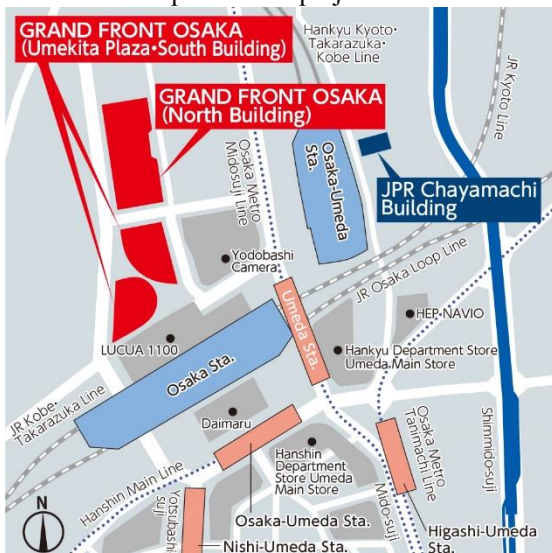 GRAND FRONT OSAKA
(Umekita Plaza•South Building)
Hankyu Kyoto•
Takarazuka•
Kobe Line
GRAND FRONT OSAKA
(North Building)
JR Kyoto Line
Osaka Metro
Midosuji Line
Osaka-Umeda
Sta.
JPR Chayamachi
Building
Yodobashi
Camera
JR Osaka Loop Line
Umeda Sta.
HEP•NAVIO
LUCUA 1100
Osaka Sta.
Hankyu Department Store
Umeda Main Store
JR Kobe•
Takarazuka Line
Daimaru
Hanshin
Department
Store Umeda
Main Store
Osaka Metro
Tanimachi Line
Shinmido-suji
Hanshin Main Line
Mido-suji
Yotsubashi
suji
Osaka-Umeda Sta.
Higashi-Umeda
Sta.
Nishi-Umeda Sta.
N